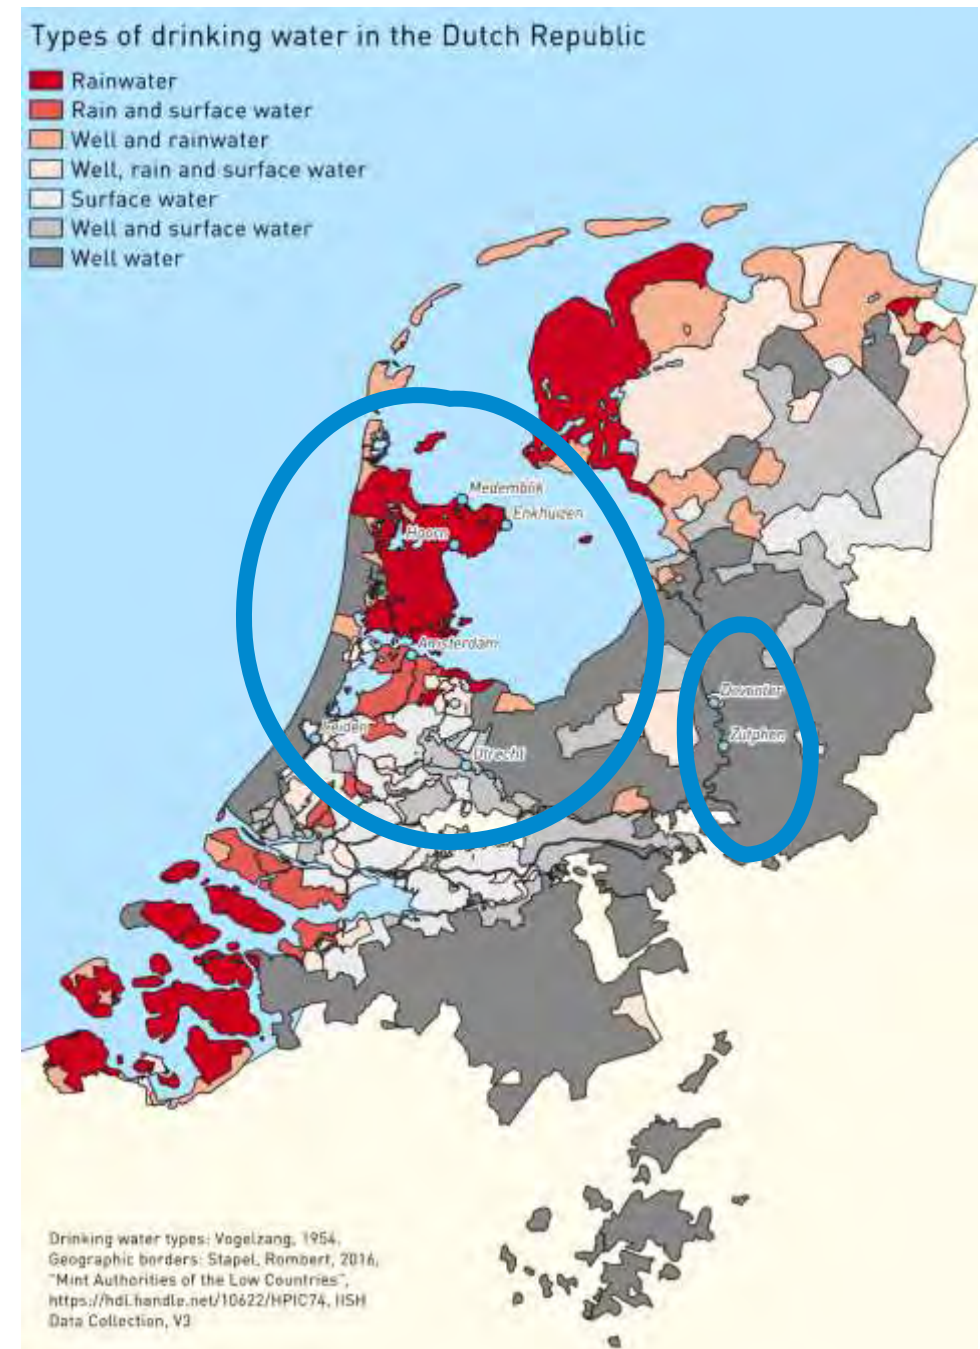 Types of drinking water in the Dutch Republic
Rainwater
Rain and surface water
Well and rainwater
Well, rain and surface water
Surface water
Well and surface water
Well water
Medemblik
Enkhuizen
Hoorn
Amsterdam
Leiden
Utrecht
Deventer
Zutphen
Drinking water types: Vogelzang, 1954.
Geographic borders: Stapel, Rombert, 2016,
"Mint Authorities of the Low Countries",
https://hdl.handle.net/10622/HPIC74, IISH
Data Collection, V3